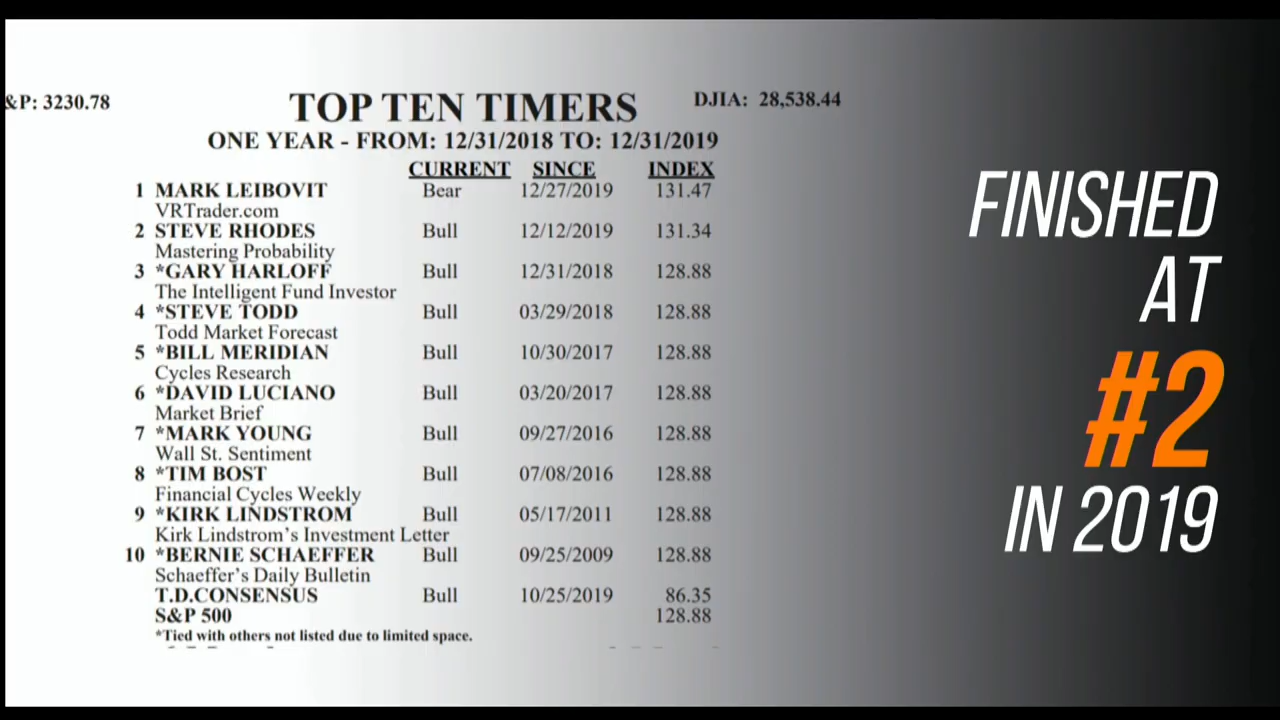 &P: 3230.78
TOP TEN TIMERS
DJIA: 28,538.44
ONE YEAR - FROM: 12/31/2018 TO: 12/31/2019
CURRENT SINCE INDEX
1 MARK LEIBOVIT Bear 12/27/2019 131.47
VRTrader.com
2 STEVE RHODES Bull 12/12/2019 131.34
Mastering Probability
3 *GARY HARLOFF Bull 12/31/2018 128.88
The Intelligent Fund Investor
4 *STEVE TODD Bull 03/29/2018 128.88
Todd Market Forecast
5 *BILL MERIDIAN Bull 10/30/2017 128.88
Cycles Research
6 *DAVID LUCIANO Bull 03/20/2017 128.88
Market Brief
7 *MARK YOUNG Bull 09/27/2016 128.88
Wall St. Sentiment
8 *TIM BOST Bull 07/08/2016 128.88
Financial Cycles Weekly
9 *KIRK LINDSTROM Bull 05/17/2011 128.88
Kirk Lindstrom's Investment Letter
10 *BERNIE SCHAEFFER Bull 09/25/2009 128.88
Schaeffer's Daily Bulletin
T.D.CONSENSUS Bull 10/25/2019 86.35
S&P 500 128.88
*Tied with others not listed due to limited space.
FINISHED
AT
#2
IN 2019